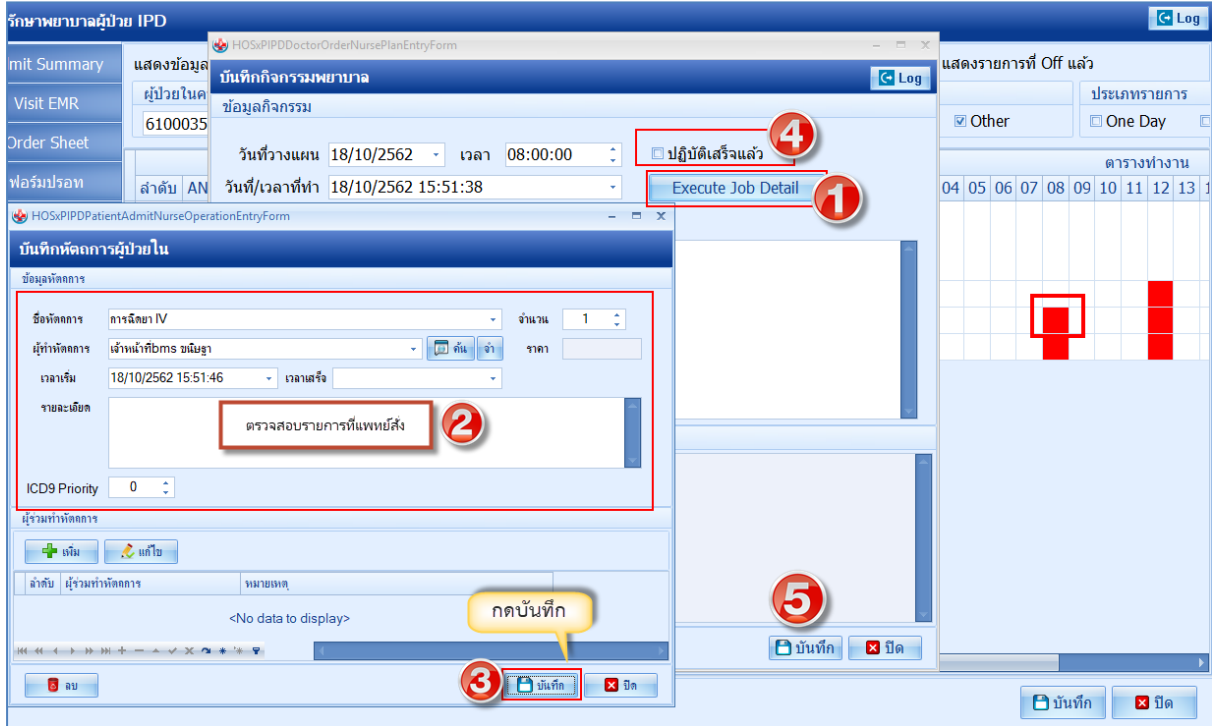 รักษาพยาบาลผู้ป่วย IPD
Log
mit Summary
Visit EMR
Order Sheet
ฟอร์มปรอท
แสดงข้อมูล
ผู้ป่วยในค
6100035
ลำดับ AN
แสดงรายการที่ Off แล้ว
ประเภทรายการ
Other
One Day
ตารางทำงาน
04 05 06 07 08 09 10 11 12 13 1
HOSxPIPDDoctorOrderNursePlanEntryForm
บันทึกกิจกรรมพยาบาล
Log
ข้อมูลกิจกรรม
วันที่วางแผน 18/10/2562 เวลา 08:00:00
ปฏิบัติเสร็จแล้ว
4
วันที่/เวลาที่ทำ 18/10/2562 15:51:38
Execute Job Detail
1
HOSxPIPDPatientAdmitNurseOperationEntryForm
บันทึกหัตถการผู้ป่วยใน
ข้อมูลหัตถการ
ชื่อหัตถการ การฉีดยา IV จำนวน 1
ผู้ทำหัตถการ เจ้าหน้าที่bms ขนิษฐา ค้น จำ ราคา
เวลาเริ่ม 18/10/2562 15:51:46 เวลาเสร็จ
รายละเอียด
ตรวจสอบรายการที่แพทย์สั่ง
2
ICD9 Priority 0
ผู้ร่วมทำหัตถการ
เพิ่ม แก้ไข
ลำดับ ผู้ร่วมทำหัตถการ หมายเหตุ
<No data to display>
กดบันทึก
5
บันทึก ปิด
ลบ
3
บันทึก ปิด
บันทึก ปิด